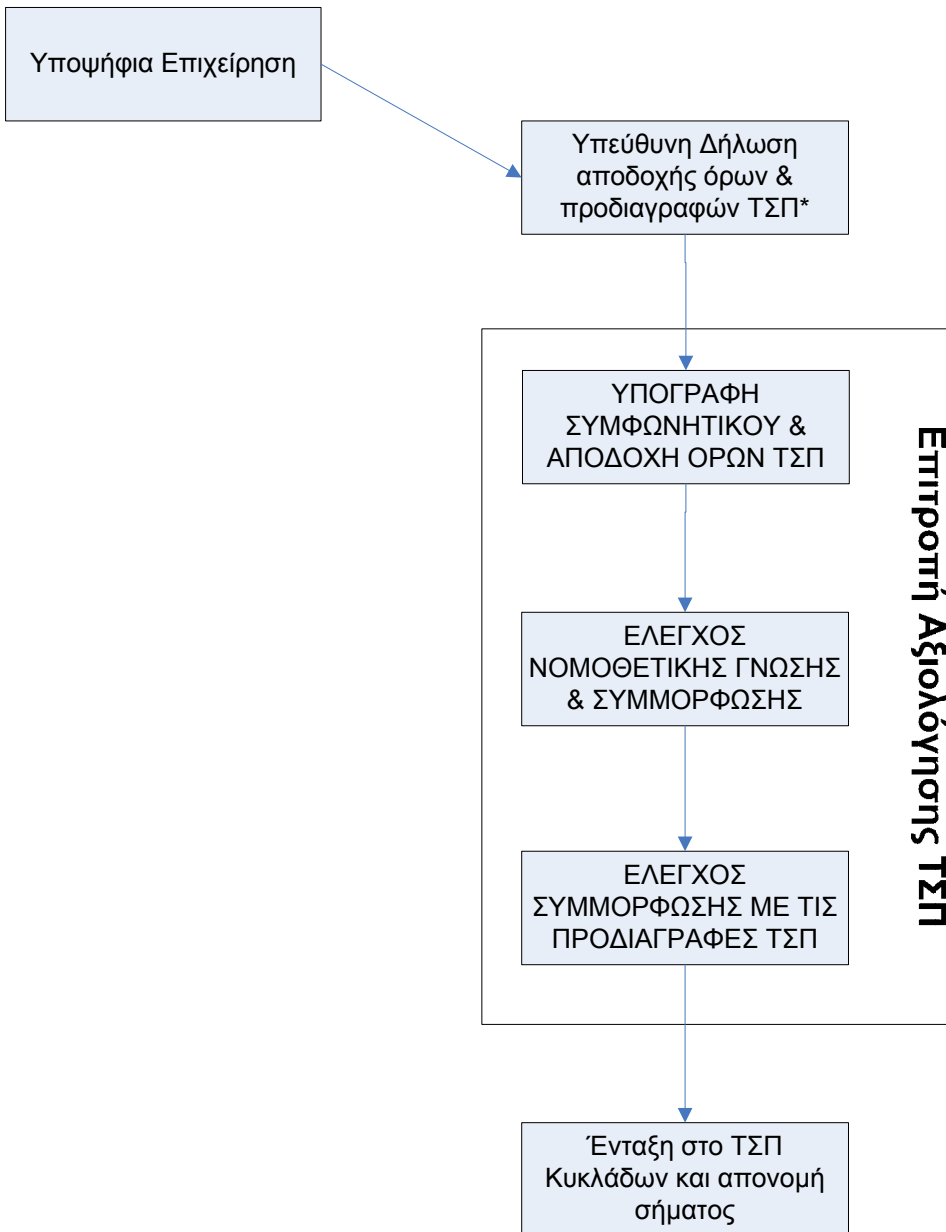 Υποψήφια Επιχείρηση
Υπεύθυνη Δήλωση
αποδοχής όρων &
προδιαγραφών ΤΣΠ*
ΥΠΟΓΡΑΦΗ
ΣΥΜΦΩΝΗΤΙΚΟΥ &
ΑΠΟΔΟΧΗ ΟΡΩΝ ΤΣΠ
ΕΛΕΓΧΟΣ
ΝΟΜΟΘΕΤΙΚΗΣ ΓΝΩΣΗΣ
& ΣΥΜΜΟΡΦΩΣΗΣ
ΕΛΕΓΧΟΣ
ΣΥΜΜΟΡΦΩΣΗΣ ΜΕ ΤΙΣ
ΠΡΟΔΙΑΓΡΑΦΕΣ ΤΣΠ
Επιτροπή Αξιολόγησης ΤΣΠ
Ένταξη στο ΤΣΠ
Κυκλάδων και απονομή
σήματος